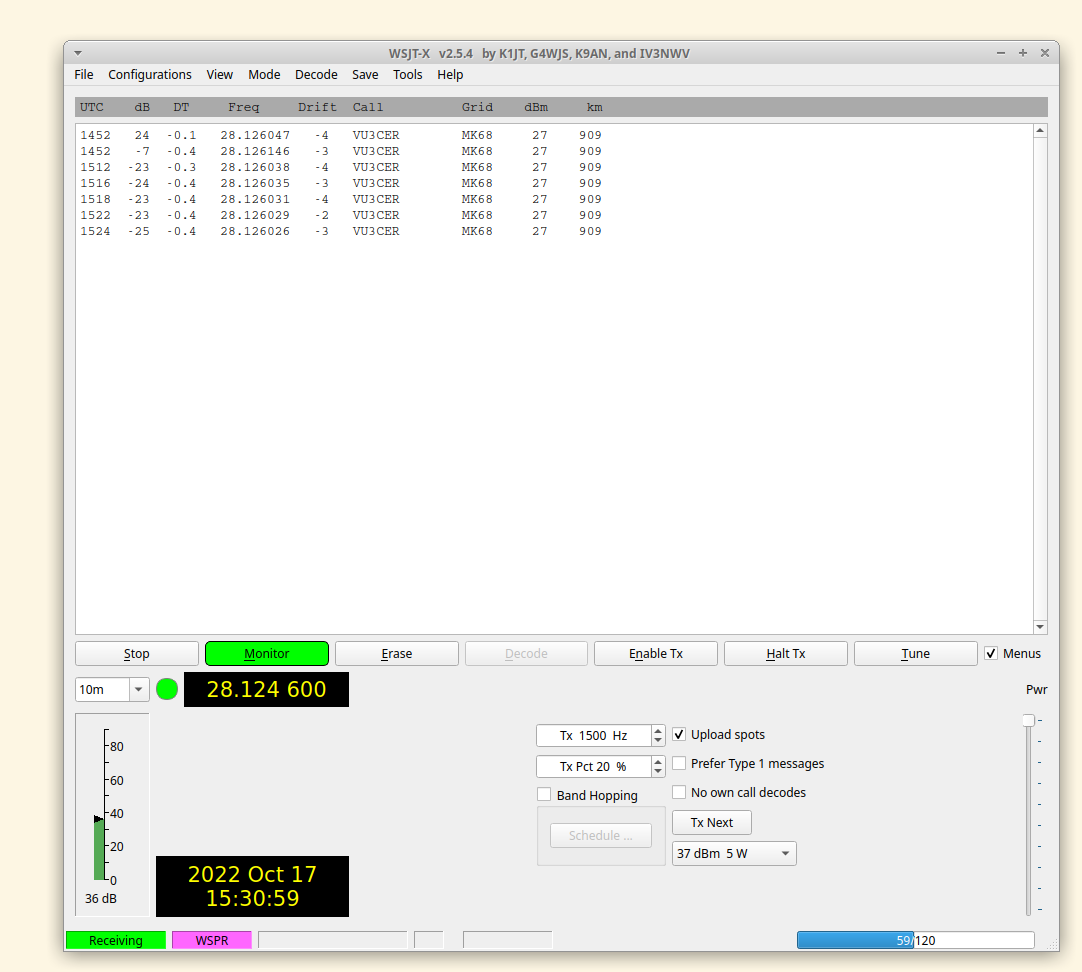 WSJT-X v2.5.4 by K1JT, G4WJS, K9AN, and IV3NWV
File Configurations View Mode Decode Save Tools Help
UTC dB DT Freq Drift Call Grid dBm km
1452 24 -0.1 28.126047 -4 VU3CER MK68 27 909
1452 -7 -0.4 28.126146 -3 VU3CER MK68 27 909
1512 -23 -0.3 28.126038 -4 VU3CER MK68 27 909
1516 -24 -0.4 28.126035 -3 VU3CER MK68 27 909
1518 -23 -0.4 28.126031 -4 VU3CER MK68 27 909
1522 -23 -0.4 28.126029 -2 VU3CER MK68 27 909
1524 -25 -0.4 28.126026 -3 VU3CER MK68 27 909
Stop Monitor Erase Decode Enable Tx Halt Tx Tune Menus
10m 28.124 600 Pwr
Tx 1500 Hz Upload spots
80
Tx Pct 20 % Prefer Type 1 messages
60
Band Hopping No own call decodes
40
Tx Next
Schedule ...
20
37 dBm 5 W
2022 Oct 17
0
15:30:59
36 dB
Receiving WSPR 59/120